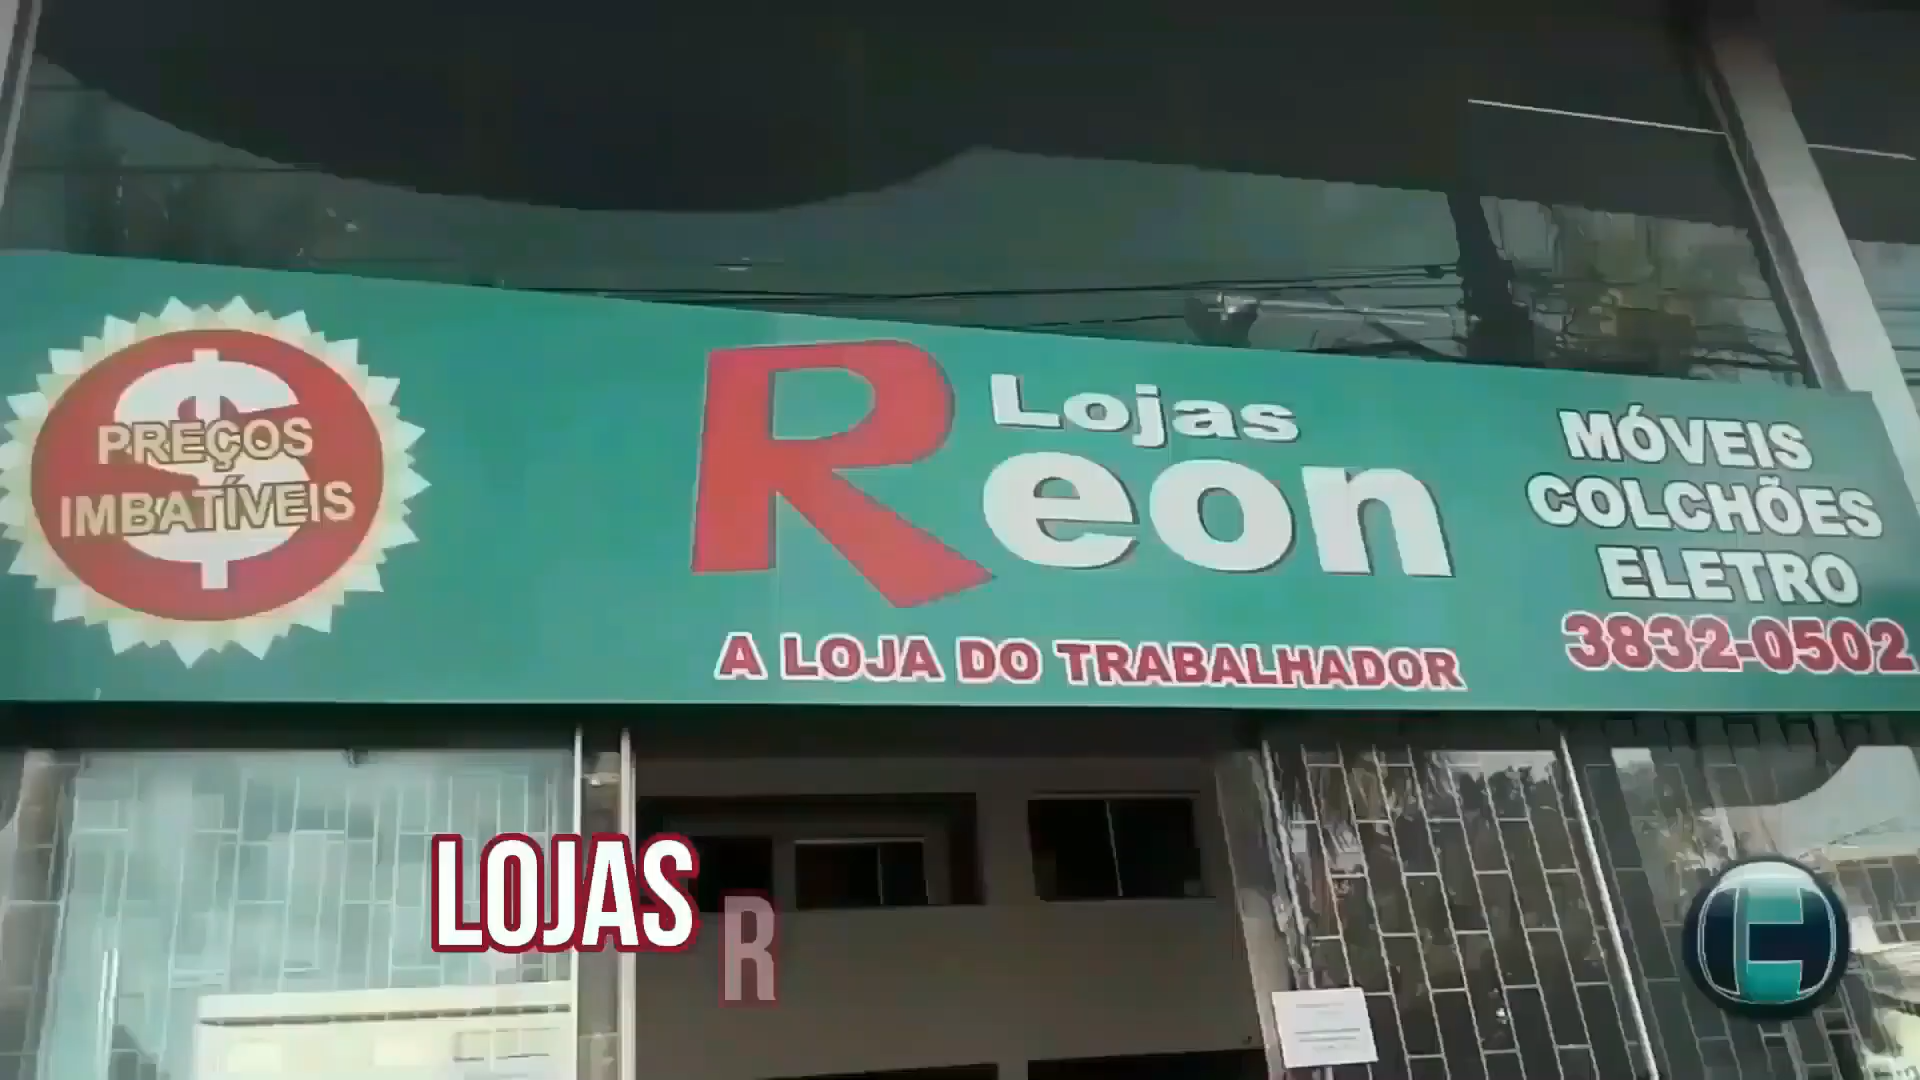 PREÇOS
IMBATÍVEIS
Lojas
Reon
A LOJA DO TRABALHADOR
MÓVEIS
COLCHÕES
ELETRO
3832-0502
LOJAS R